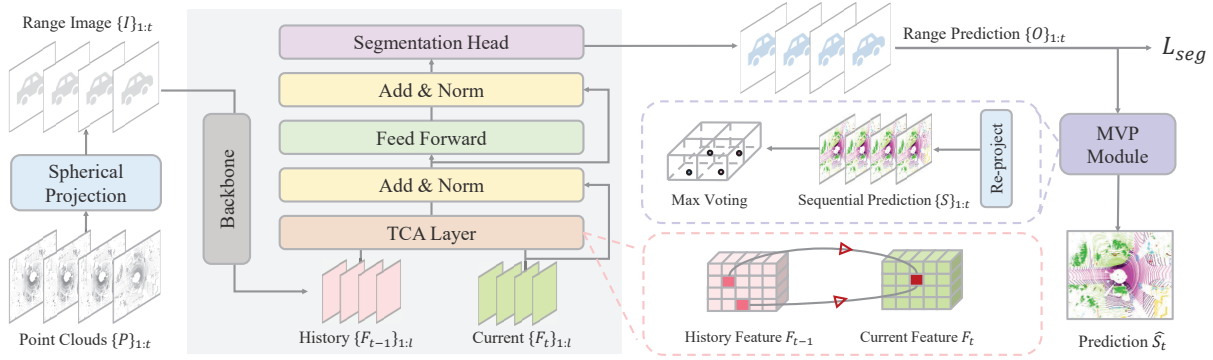 Range Image {I}₁:t
Spherical
Projection
Point Clouds {P}₁:t
Backbone
Segmentation Head
Add & Norm
Feed Forward
Add & Norm
TCA Layer
History {Fₜ₋₁}₁:l
Current {Fₜ}₁:l
Range Prediction {O}₁:t
L_seg
MVP
Module
Re-project
Max Voting
Sequential Prediction {S}₁:t
History Feature Fₜ₋₁
Current Feature Fₜ
Prediction Ŝₜ